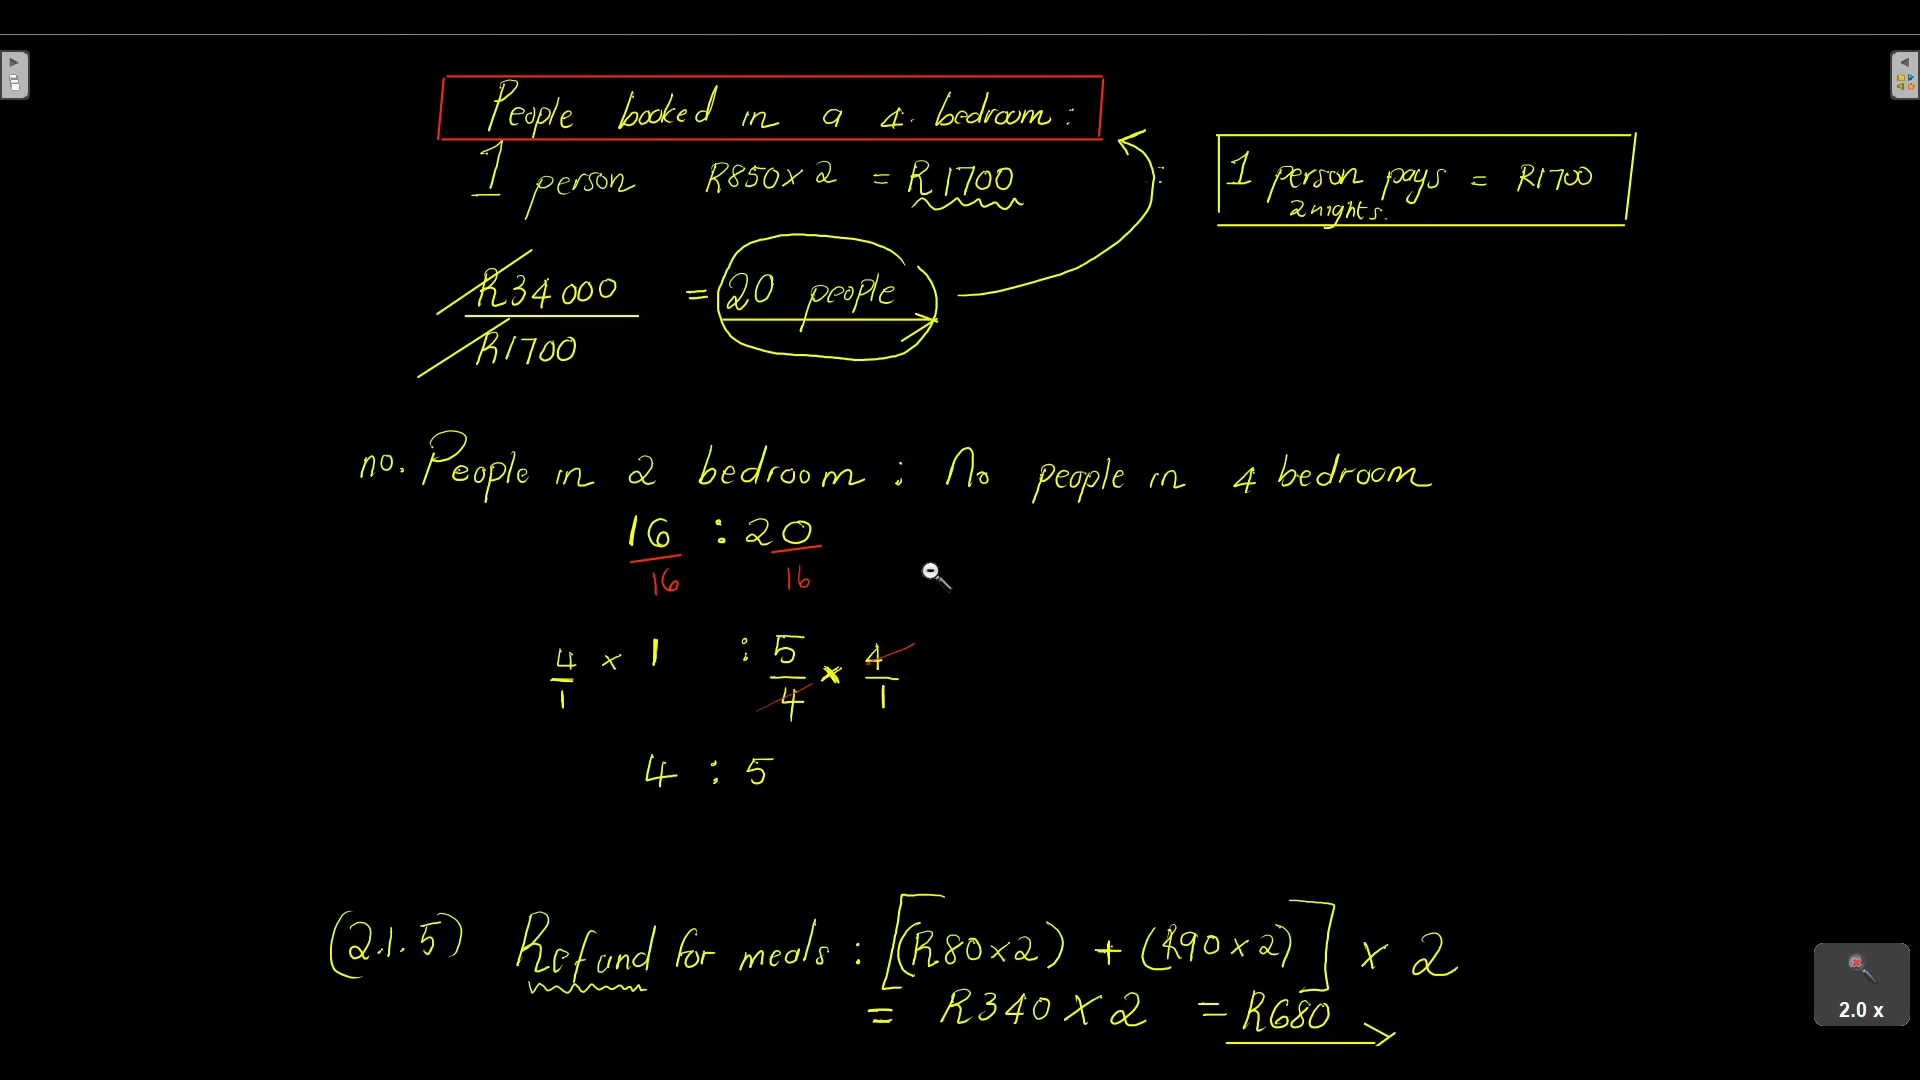 People booked in a 4. bedroom :
1 person R850 x 2 = R1700
1 person pays = R1700
2 nights.
R34 000 = 20 people
R1700
no. People in 2 bedroom : No people in 4 bedroom
16 : 20
16 16
4/1 x 1 : 5/4 x 4/1
4 : 5
(2.1.5) Refund for meals : [(R80x2) + (R90x2)] x 2
= R340 x 2 = R680
2.0 x